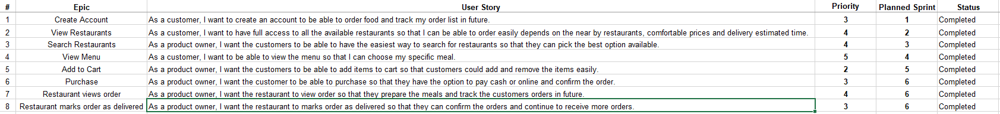 # Epic User Story Priority Planned Sprint Status
1 Create Account As a customer, I want to create an account to be able to order food and track my order list in future. 3 1 Completed
2 View Restaurants As a customer, I want to have full access to all the available restaurants so that I can be able to order easily depends on the near by restaurants, comfortable prices and delivery estimated time. 4 2 Completed
3 Search Restaurants As a product owner, I want the customers to be able to have the easiest way to search for restaurants so that they can pick the best option available. 4 3 Completed
4 View Menu As a customer, I want to be able to view the menu so that I can choose my specific meal. 5 4 Completed
5 Add to Cart As a product owner, I want the customers to be able to add items to cart so that customers could add and remove the items easily. 2 5 Completed
6 Purchase As a product owner, I want the customer to be able to purchase so that they have the option to pay cash or online and confirm the order. 3 6 Completed
7 Restaurant views order As a product owner, I want the restaurant to view order so that they prepare the meals and track the customers orders in future. 4 6 Completed
8 Restaurant marks order as delivered As a product owner, I want the restaurant to marks order as delivered so that they can confirm the orders and continue to receive more orders. 3 6 Completed